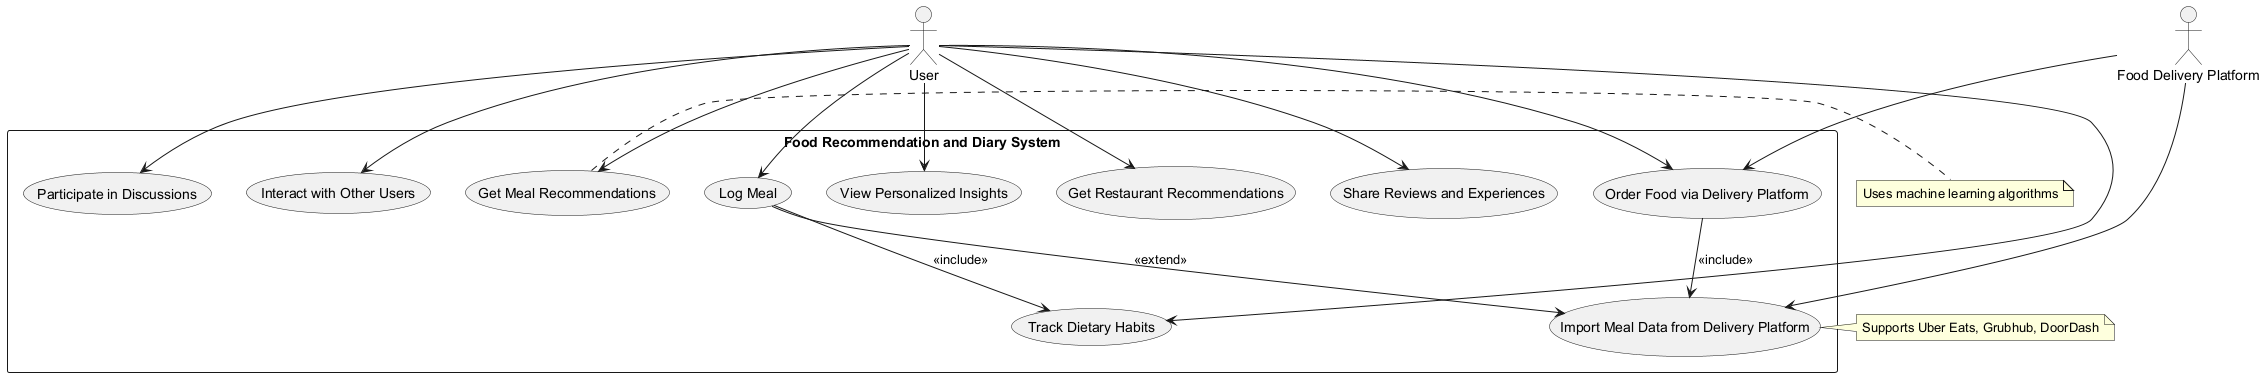 User
Food Delivery Platform
Food Recommendation and Diary System
Participate in Discussions
Interact with Other Users
Get Meal Recommendations
Log Meal
View Personalized Insights
Get Restaurant Recommendations
Share Reviews and Experiences
Order Food via Delivery Platform
Uses machine learning algorithms
«include»
«extend»
«include»
Track Dietary Habits
Import Meal Data from Delivery Platform
Supports Uber Eats, Grubhub, DoorDash